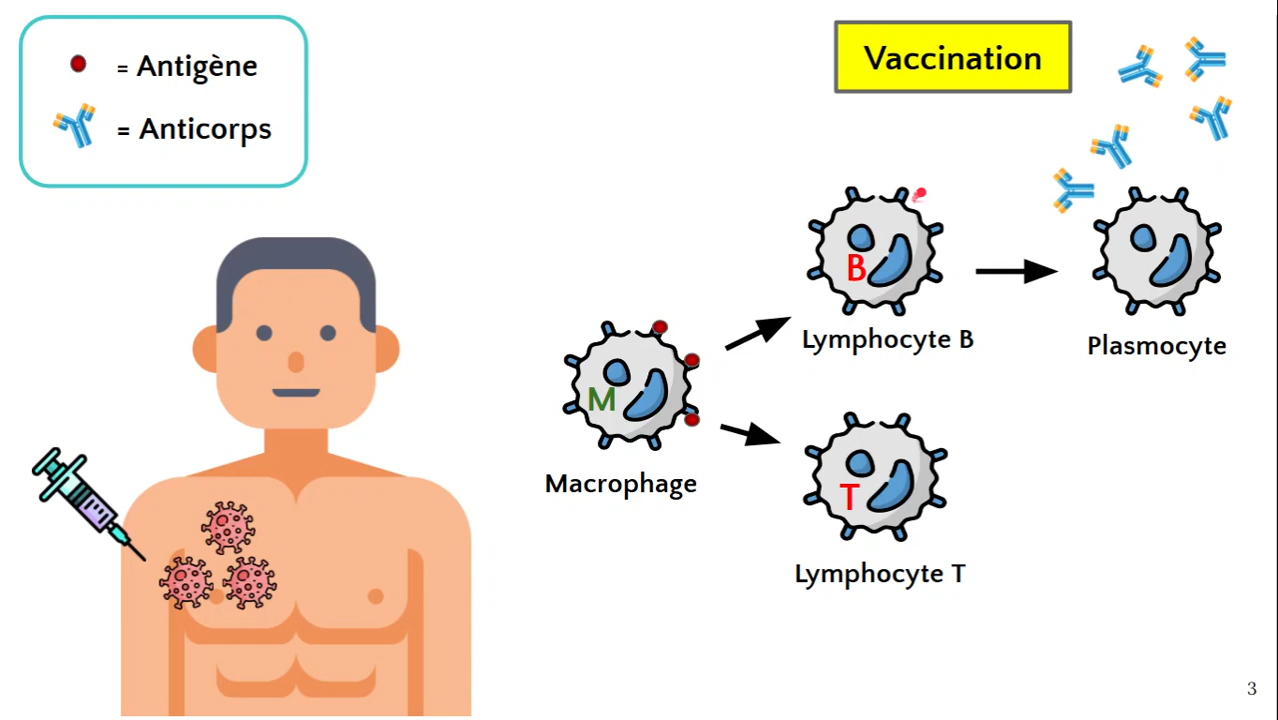 = Antigène
= Anticorps
Vaccination
B
Lymphocyte B
Plasmocyte
M
Macrophage
T
Lymphocyte T
3